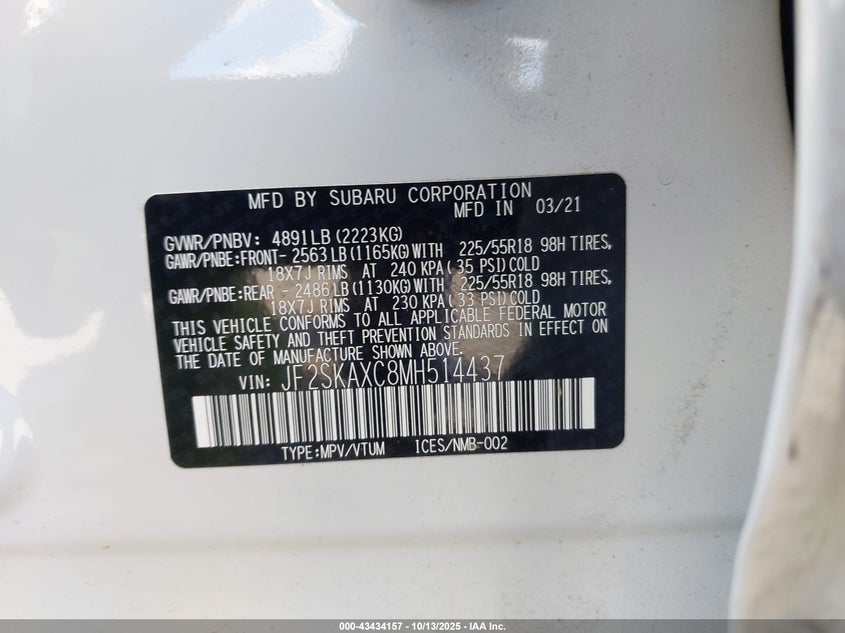 MFD BY SUBARU CORPORATION
MFD IN 03/21
GVWR/PNBV: 4891LB (2223KG)
GAWR/PNBE:FRONT- 2563LB(1165KG)WITH 225/55R18 98H TIRES,
18X7J RIMS AT 240 KPA( 35 PSI)COLD
GAWR/PNBE:REAR - 2486LB(1130KG)WITH 225/55R18 98H TIRES,
18X7J RIMS AT 230 KPA( 33 PSI)COLD
THIS VEHICLE CONFORMS TO ALL APPLICABLE FEDERAL MOTOR
VEHICLE SAFETY AND THEFT PREVENTION STANDARDS IN EFFECT ON
THE DATE OF MANUFACTURE SHOWN ABOVE.
VIN: JF2SKAXC8MH514437
TYPE:MPV/VTUM ICES/NMB-002
000-43434157 - 10/13/2025 - IAA Inc.